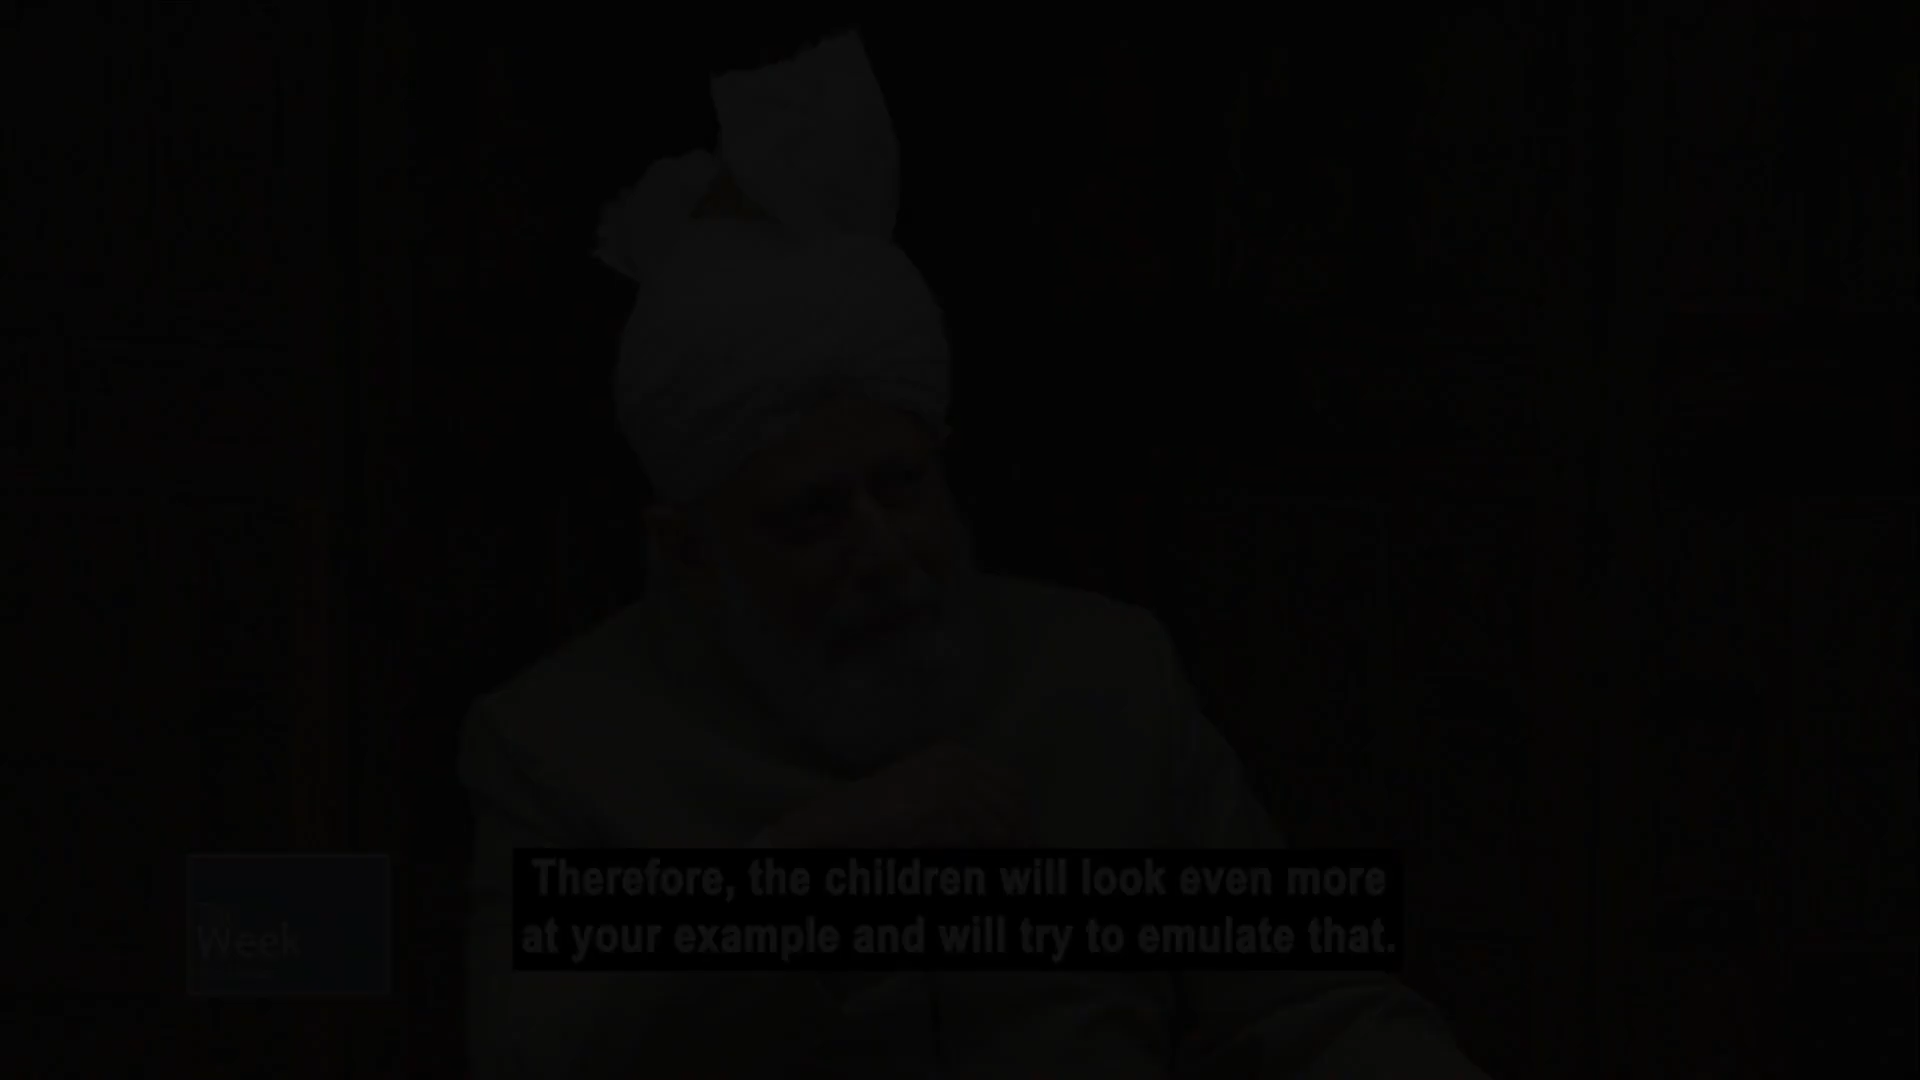 Therefore, the children will look even more
at your example and will try to emulate that.
Week